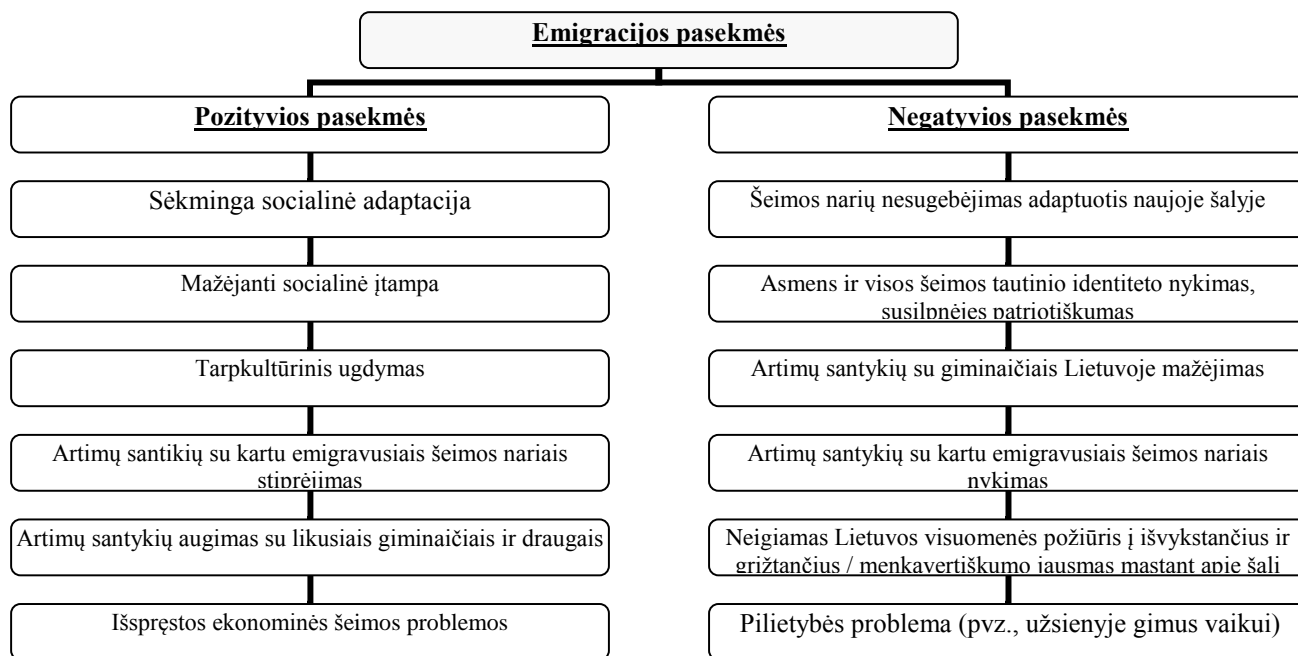 Emigracijos pasekmės
Pozityvios pasekmės
Sėkminga socialinė adaptacija
Mažėjanti socialinė įtampa
Tarpkultūrinis ugdymas
Artimų santikių su kartu emigravusiais šeimos nariais
stiprėjimas
Artimų santykių augimas su likusiais giminaičiais ir draugais
Išspręstos ekonominės šeimos problemos
Negatyvios pasekmės
Šeimos narių nesugebėjimas adaptuotis naujoje šalyje
Asmens ir visos šeimos tautinio identiteto nykimas,
susilpnėjęs patriotiškumas
Artimų santykių su giminaičiais Lietuvoje mažėjimas
Artimų santykių su kartu emigravusiais šeimos nariais
nykimas
Neigiamas Lietuvos visuomenės požiūris į išvykstančius ir
grįžtančius / menkavertiškumo jausmas mąstant apie šalį
Pilietybės problema (pvz., užsienyje gimus vaikui)